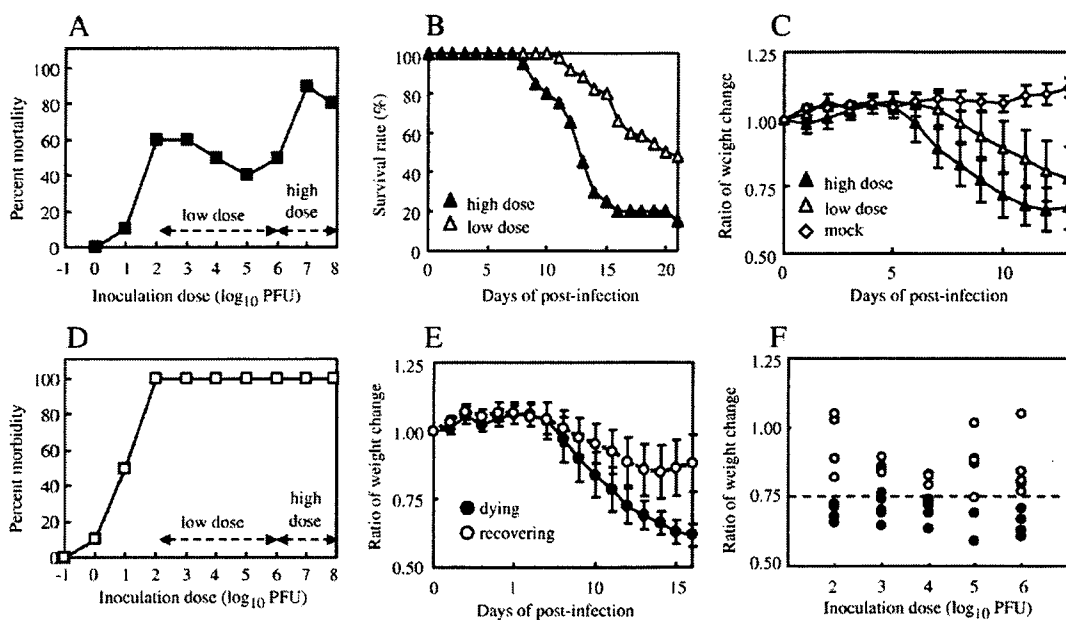 A
Percent mortality
100
80
60
40
20
0
low dose
high
dose
-1 0 1 2 3 4 5 6 7 8
Inoculation dose (log10 PFU)
B
Survival rate (%)
100
80
60
40
20
0
high dose
low dose
0 5 10 15 20
Days of post-infection
C
Ratio of weight change
1.25
1.00
0.75
0.50
high dose
low dose
mock
0 5 10
Days of post-infection
D
Percent morbidity
100
80
60
40
20
0
low dose
high
dose
-1 0 1 2 3 4 5 6 7 8
Inoculation dose (log10 PFU)
E
Ratio of weight change
1.25
1.00
0.75
0.50
dying
recovering
0 5 1 10 15
Days of post-infection
F
Ratio of weight change
1.25
1.00
0.75
0.50
2 3 4 5 6
Inoculation dose (log10 PFU)